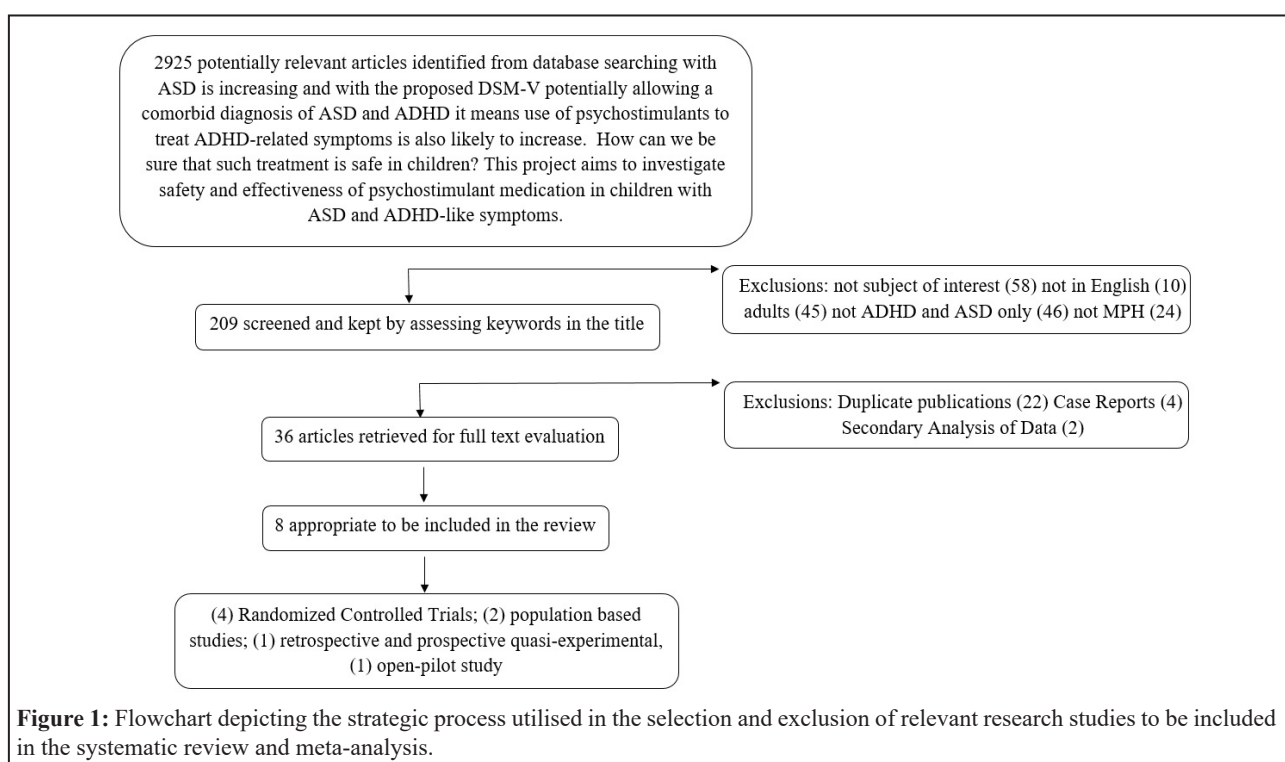 2925 potentially relevant articles identified from database searching with
ASD is increasing and with the proposed DSM-V potentially allowing a
comorbid diagnosis of ASD and ADHD it means use of psychostimulants to
treat ADHD-related symptoms is also likely to increase. How can we be
sure that such treatment is safe in children? This project aims to investigate
safety and effectiveness of psychostimulant medication in children with
ASD and ADHD-like symptoms.
Exclusions: not subject of interest (58) not in English (10)
adults (45) not ADHD and ASD only (46) not MPH (24)
209 screened and kept by assessing keywords in the title
Exclusions: Duplicate publications (22) Case Reports (4)
Secondary Analysis of Data (2)
36 articles retrieved for full text evaluation
8 appropriate to be included in the review
(4) Randomized Controlled Trials; (2) population based
studies; (1) retrospective and prospective quasi-experimental,
(1) open-pilot study
Figure 1: Flowchart depicting the strategic process utilised in the selection and exclusion of relevant research studies to be included
in the systematic review and meta-analysis.